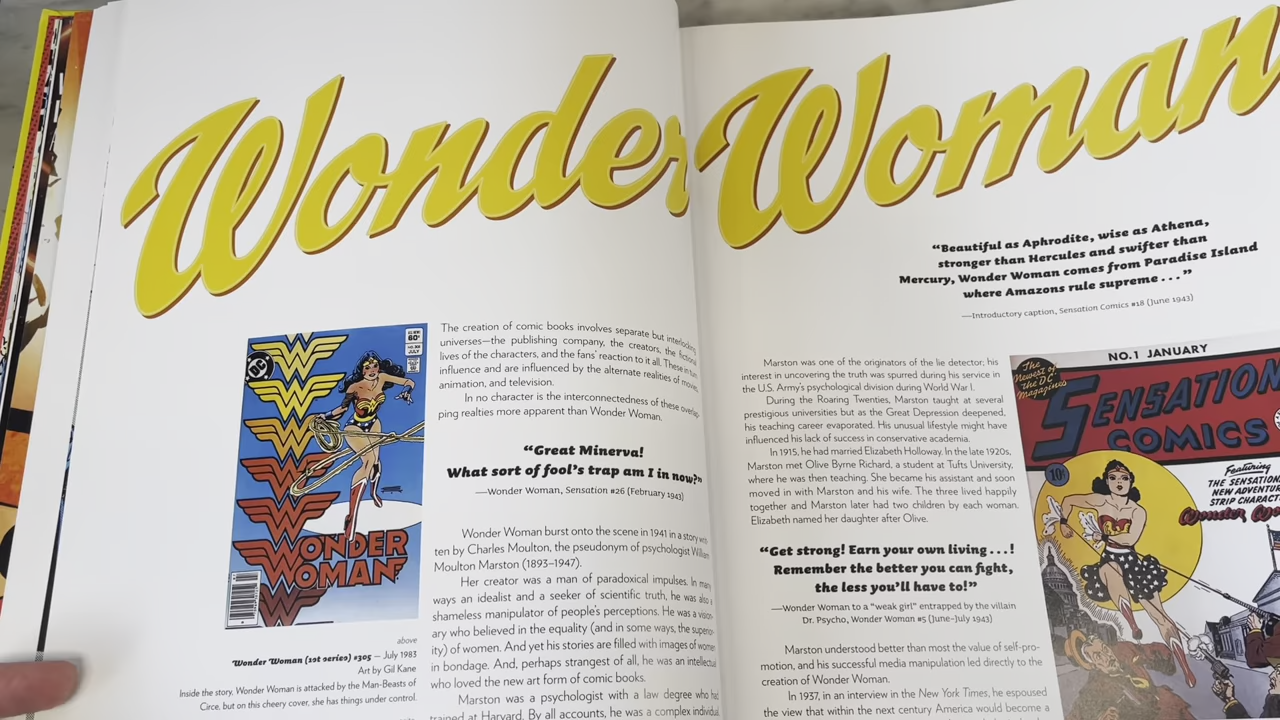 Wonder Woman
DC
60¢
JULY
WONDER
WOMAN
above
Wonder Woman (1st series) #305 — July 1983
Art by Gil Kane
Inside the story, Wonder Woman is attacked by the Man-Beasts of
Circe, but on this cheery cover, she has things under control.
The creation of comic books involves separate but interlocking
universes—the publishing company, the creators, the fictional
lives of the characters, and the fans' reaction to it all. These in turn
influence and are influenced by the alternate realities of movies,
animation, and television.
In no character is the interconnectedness of these overlap-
ping realties more apparent than Wonder Woman.
“Great Minerva!
What sort of fool's trap am I in now?”
—Wonder Woman, Sensation #26 (February 1943)
Wonder Woman burst onto the scene in 1941 in a story writ-
ten by Charles Moulton, the pseudonym of psychologist William
Moulton Marston (1893–1947).
Her creator was a man of paradoxical impulses. In many
ways an idealist and a seeker of scientific truth, he was also a
shameless manipulator of people's perceptions. He was a vision-
ary who believed in the equality (and in some ways, the superior-
ity) of women. And yet his stories are filled with images of women
in bondage. And, perhaps strangest of all, he was an intellectual
who loved the new art form of comic books.
Marston was a psychologist with a law degree who had
trained at Harvard. By all accounts, he was a complex individual.
“Beautiful as Aphrodite, wise as Athena,
stronger than Hercules and swifter than
Mercury, Wonder Woman comes from Paradise Island
where Amazons rule supreme . . . ”
—Introductory caption, Sensation Comics #18 (June 1943)
Marston was one of the originators of the lie detector; his
interest in uncovering the truth was spurred during his service in
the U.S. Army's psychological division during World War I.
During the Roaring Twenties, Marston taught at several
prestigious universities but as the Great Depression deepened,
his teaching career evaporated. His unusual lifestyle might have
influenced his lack of success in conservative academia.
In 1915, he had married Elizabeth Holloway. In the late 1920s,
Marston met Olive Byrne Richard, a student at Tufts University,
where he was then teaching. She became his assistant and soon
moved in with Marston and his wife. The three lived happily
together and Marston later had two children by each woman.
Elizabeth named her daughter after Olive.
“Get strong! Earn your own living . . . !
Remember the better you can fight,
the less you'll have to!”
—Wonder Woman to a “weak girl” entrapped by the villain
Dr. Psycho, Wonder Woman #5 (June–July 1943)
Marston understood better than most the value of self-pro-
motion, and his successful media manipulation led directly to the
creation of Wonder Woman.
In 1937, in an interview in the New York Times, he espoused
the view that within the next century America would become a
NO. 1 JANUARY
The
Newest of
the DC
Magazines
SENSATION
COMICS
10¢
Featuring
THE SENSATIONAL
NEW ADVENTURE
STRIP CHARACTER
Wonder